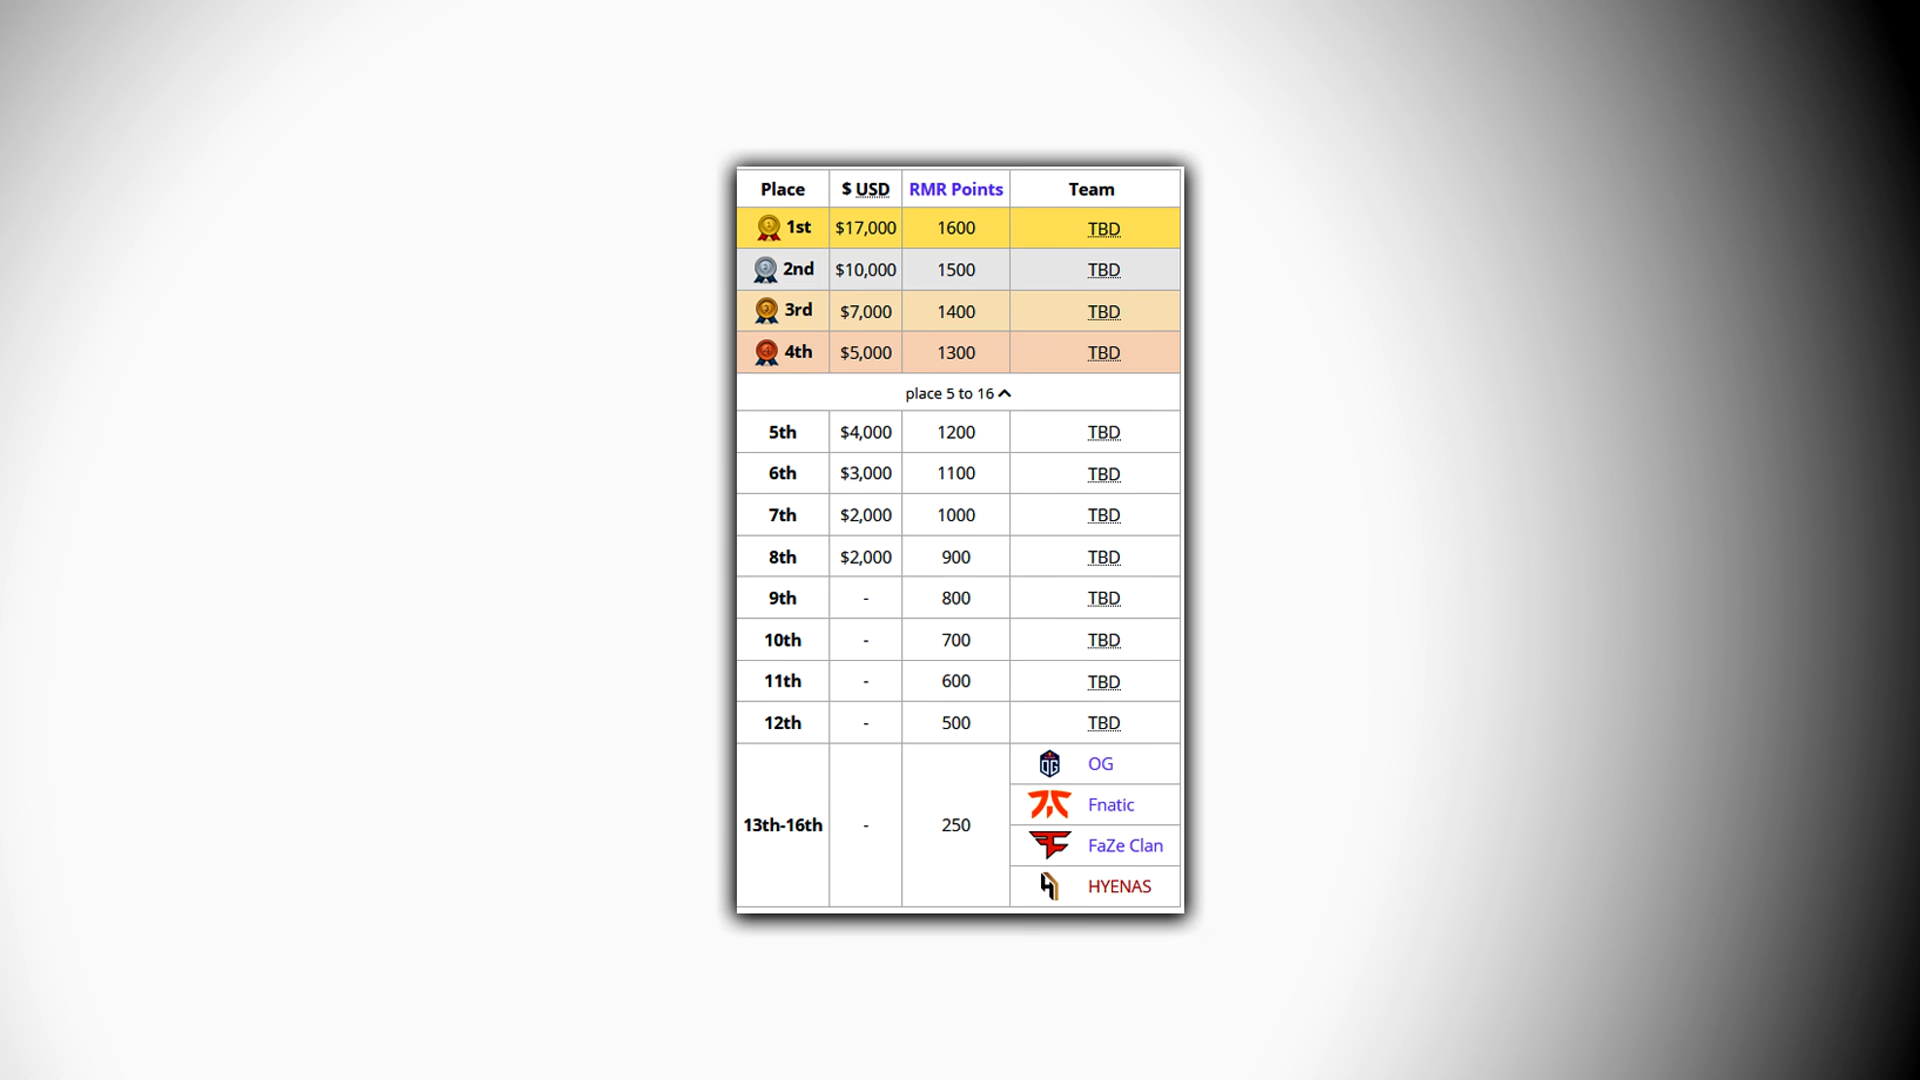 Place $ USD RMR Points Team
1st $17,000 1600 TBD
2nd $10,000 1500 TBD
3rd $7,000 1400 TBD
4th $5,000 1300 TBD
place 5 to 16
5th $4,000 1200 TBD
6th $3,000 1100 TBD
7th $2,000 1000 TBD
8th $2,000 900 TBD
9th - 800 TBD
10th - 700 TBD
11th - 600 TBD
12th - 500 TBD
OG OG
Fnatic
13th-16th - 250
FaZe Clan
HYENAS